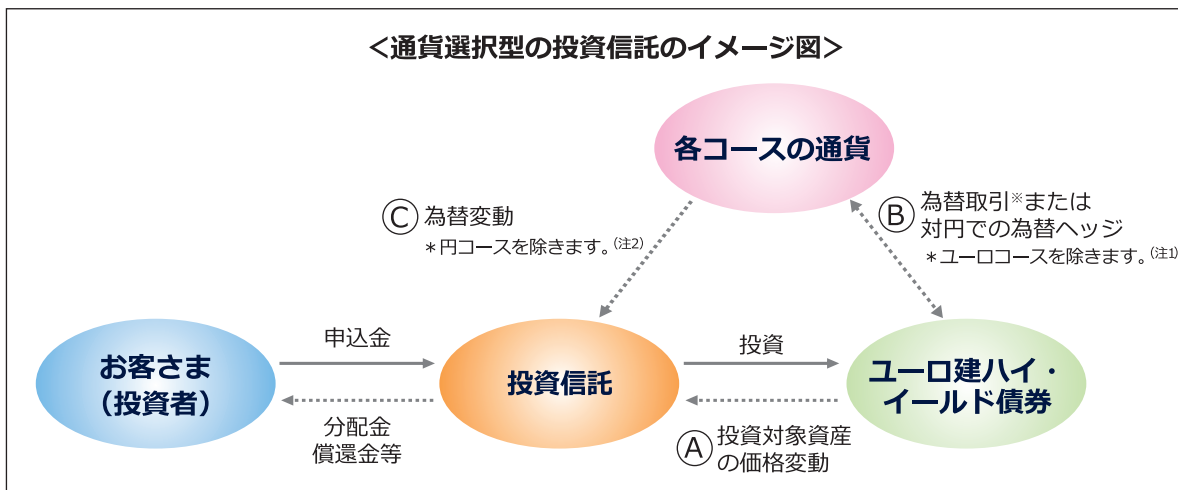 ＜通貨選択型の投資信託のイメージ図＞
各コースの通貨
Ⓒ 為替変動
＊円コースを除きます。(注2)
Ⓑ 為替取引※または
対円での為替ヘッジ
＊ユーロコースを除きます。(注1)
お客さま
（投資者）
申込金
分配金
償還金等
投資信託
投資
Ⓐ 投資対象資産
の価格変動
ユーロ建ハイ・
イールド債券